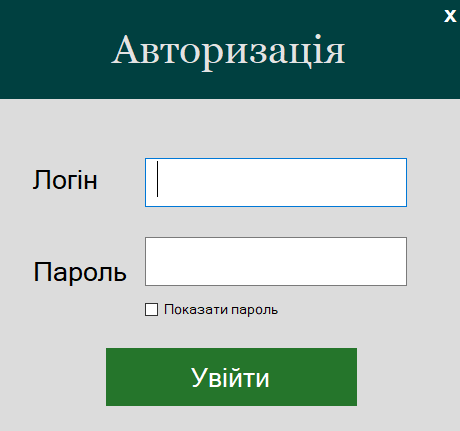 x
Авторизація
Логін
Пароль
Показати пароль
Увійти